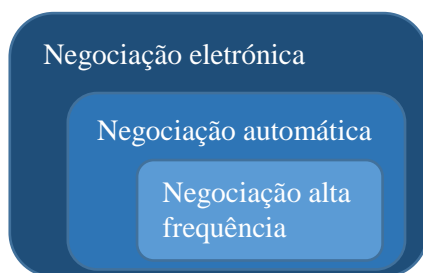 Negociação eletrónica
Negociação automática
Negociação alta
frequência